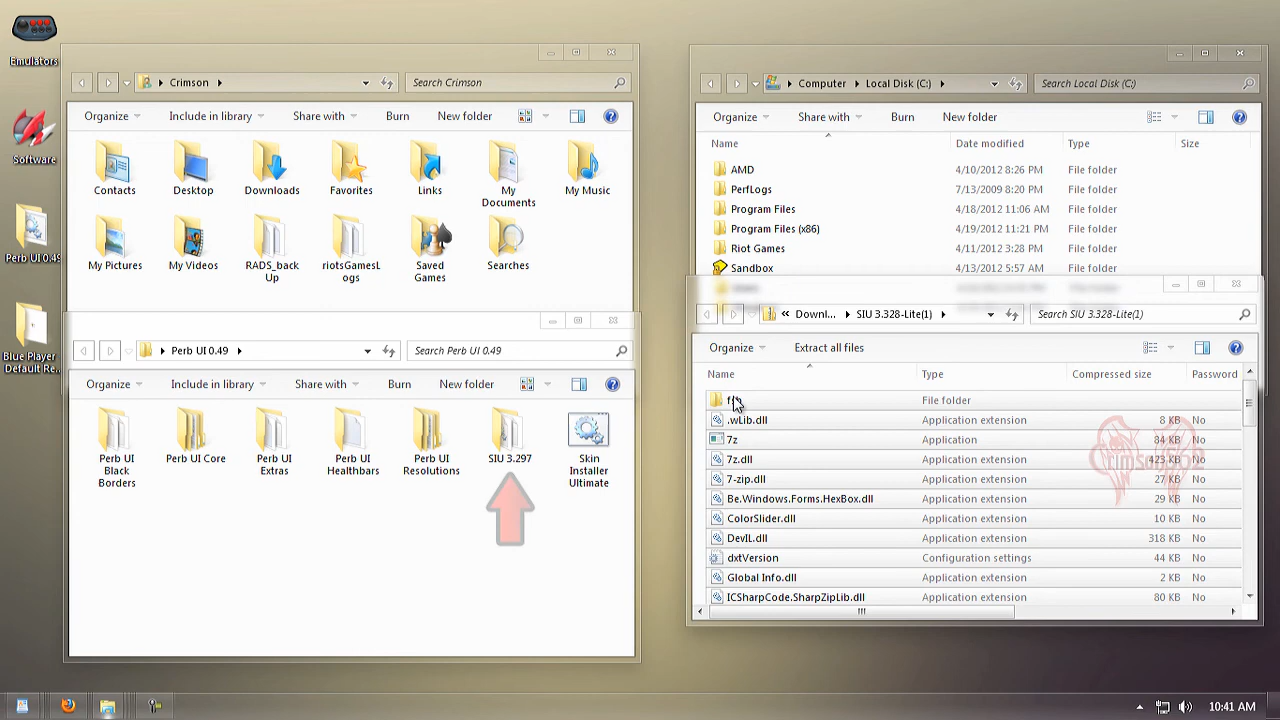 Emulators
Software
Perb UI 0.49
Blue Player
Default Re...
Crimson
Search Crimson
Organize
Include in library
Share with
Burn
New folder
Contacts
Desktop
Downloads
Favorites
Links
My
Documents
My Music
My Pictures
My Videos
RADS_back
Up
riotsGamesL
ogs
Saved
Games
Searches
Perb UI 0.49
Search Perb UI 0.49
Organize
Include in library
Share with
Burn
New folder
Perb UI
Black
Borders
Perb UI Core
Perb UI
Extras
Perb UI
Healthbars
Perb UI
Resolutions
SIU 3.297
Skin
Installer
Ultimate
Computer
Local Disk (C:)
Search Local Disk (C:)
Organize
Share with
Burn
New folder
Name
Date modified
Type
Size
AMD 4/10/2012 8:26 PM File folder
PerfLogs 7/13/2009 8:20 PM File folder
Program Files 4/18/2012 11:06 AM File folder
Program Files (x86) 4/19/2012 11:21 PM File folder
Riot Games 4/11/2012 3:28 PM File folder
Sandbox 4/13/2012 5:57 AM File folder
« Downl...
SIU 3.328-Lite(1)
Search SIU 3.328-Lite(1)
Organize
Extract all files
Name
Type
Compressed size
Password
File folder
.wLib.dll Application extension 8 KB No
7z Application 84 KB No
7z.dll Application extension 423 KB No
7-zip.dll Application extension 27 KB No
Be.Windows.Forms.HexBox.dll Application extension 29 KB No
ColorSlider.dll Application extension 10 KB No
DevIL.dll Application extension 318 KB No
dxtVersion Configuration settings 44 KB No
Global Info.dll Application extension 2 KB No
ICSharpCode.SharpZipLib.dll Application extension 80 KB No
10:41 AM